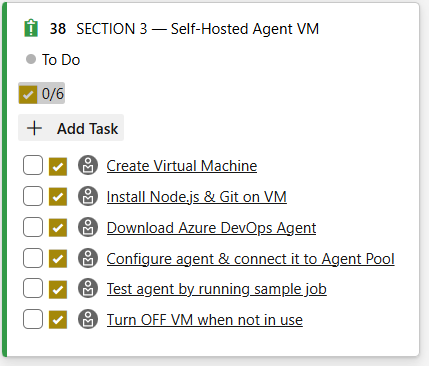 38 SECTION 3 — Self-Hosted Agent VM
To Do
0/6
+ Add Task
Create Virtual Machine
Install Node.js & Git on VM
Download Azure DevOps Agent
Configure agent & connect it to Agent Pool
Test agent by running sample job
Turn OFF VM when not in use